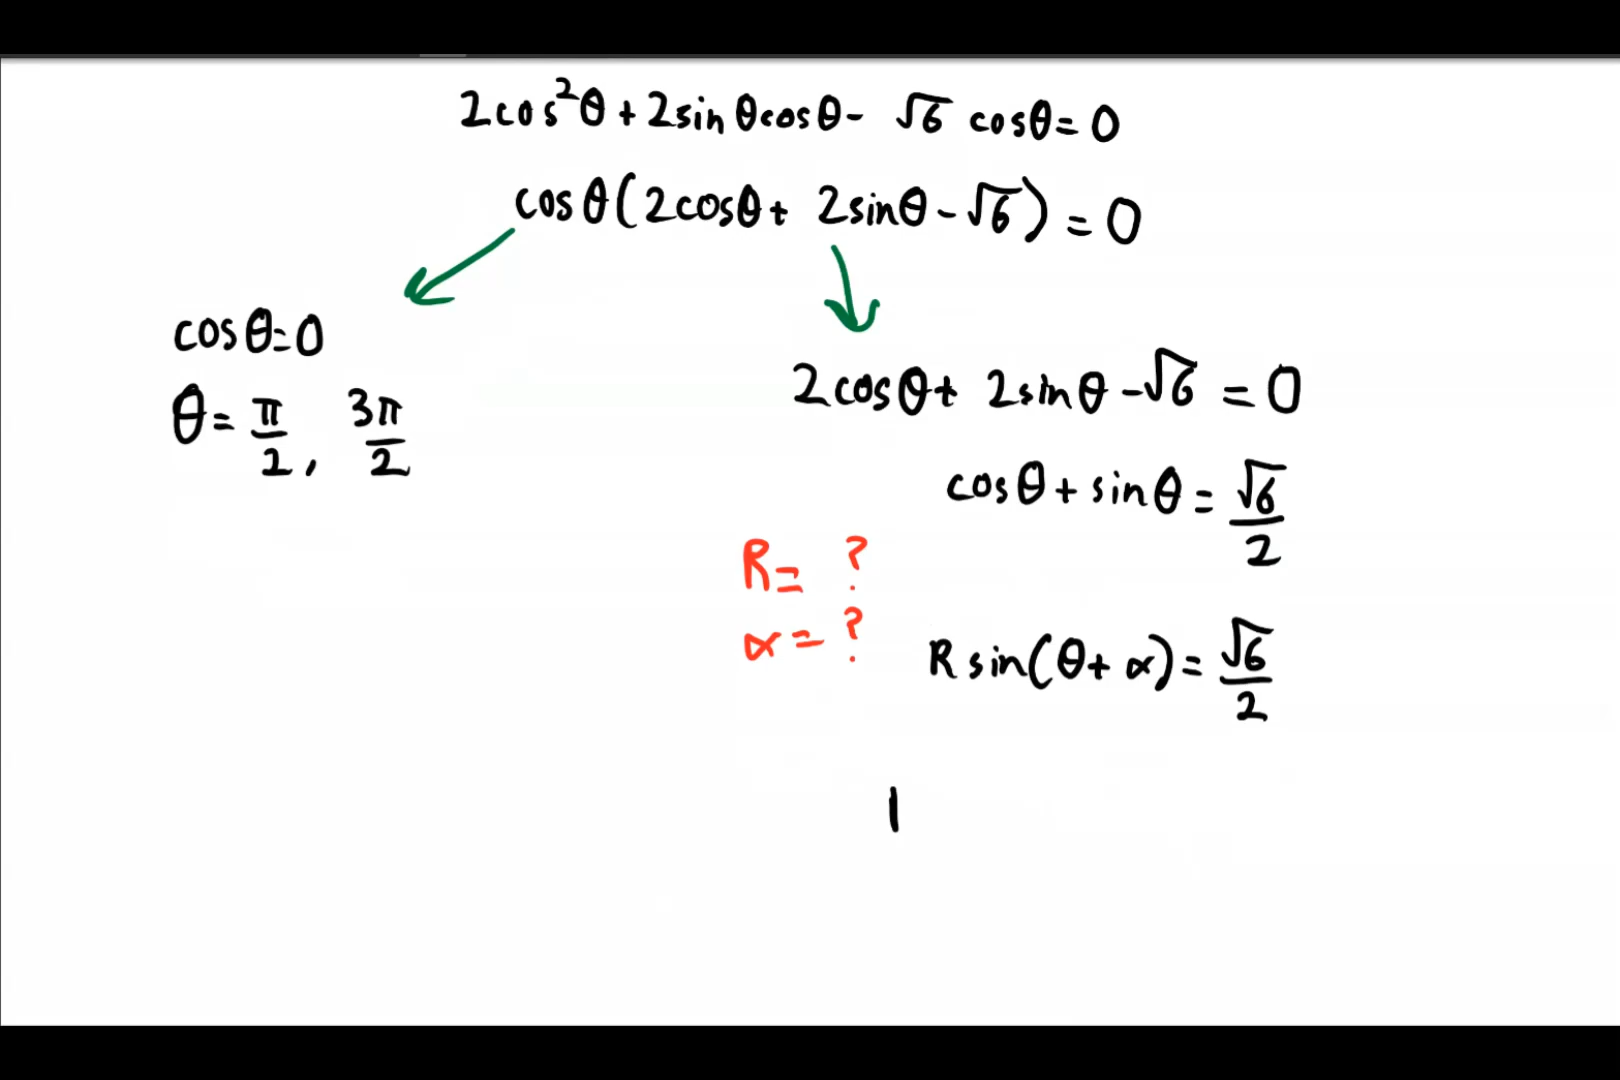 2cos²θ + 2sinθcosθ - √6 cosθ = 0
cosθ(2cosθ + 2sinθ - √6) = 0
cosθ = 0
θ = π/2, 3π/2
2cosθ + 2sinθ - √6 = 0
cosθ + sinθ = √6/2
R = ?
α = ?
R sin(θ + α) = √6/2
1